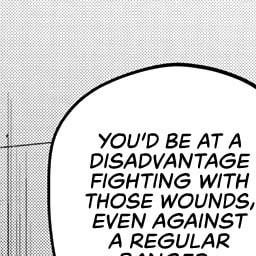 YOU'D BE AT A
DISADVANTAGE
FIGHTING WITH
THOSE WOUNDS,
EVEN AGAINST
A REGULAR